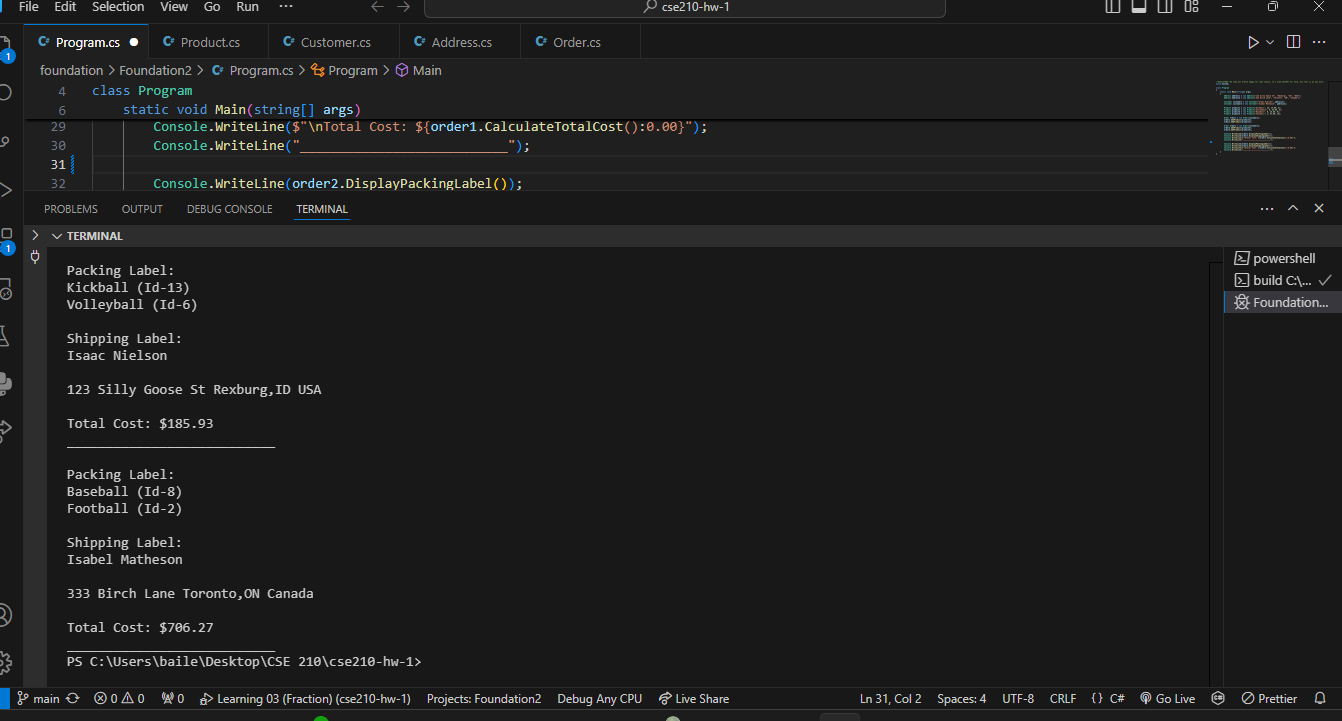 File Edit Selection View Go Run ··· cse210-hw-1
Program.cs Product.cs Customer.cs Address.cs Order.cs
foundation > Foundation2 > Program.cs > Program > Main
4 class Program
6 static void Main(string[] args)
29 Console.WriteLine($"\nTotal Cost: ${order1.CalculateTotalCost():0.00}");
30 Console.WriteLine("___________________________");
31
32 Console.WriteLine(order2.DisplayPackingLabel());
PROBLEMS OUTPUT DEBUG CONSOLE TERMINAL
TERMINAL
Packing Label:
Kickball (Id-13)
Volleyball (Id-6)
Shipping Label:
Isaac Nielson
123 Silly Goose St Rexburg,ID USA
Total Cost: $185.93
___________________________
Packing Label:
Baseball (Id-8)
Football (Id-2)
Shipping Label:
Isabel Matheson
333 Birch Lane Toronto,ON Canada
Total Cost: $706.27
___________________________
PS C:\Users\baile\Desktop\CSE 210\cse210-hw-1>
powershell
build C:\...
Foundation...
1
1
main 0 0 0 Learning 03 (Fraction) (cse210-hw-1) Projects: Foundation2 Debug Any CPU Live Share Ln 31, Col 2 Spaces: 4 UTF-8 CRLF {} C# Go Live Prettier